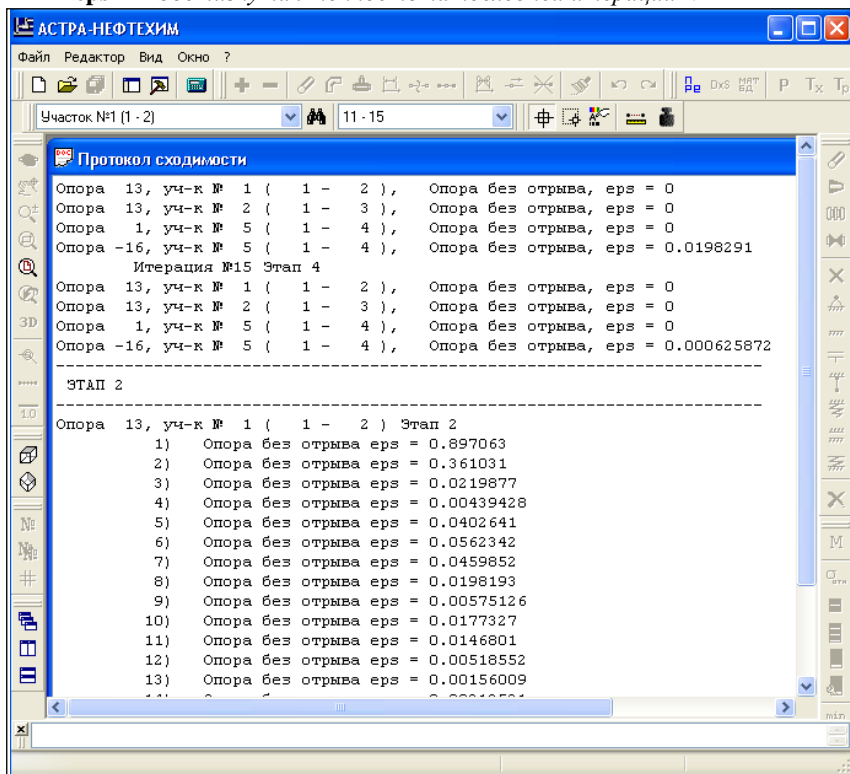 АСТРА-НЕФТЕХИМ
Файл Редактор Вид Окно ?
DxS P Tx Tp
Участок №1 (1 - 2) 11 - 15
Протокол сходимости
Опора 13, уч-к № 1 ( 1 - 2 ), Опора без отрыва, eps = 0
Опора 13, уч-к № 2 ( 1 - 3 ), Опора без отрыва, eps = 0
Опора 1, уч-к № 5 ( 1 - 4 ), Опора без отрыва, eps = 0
Опора -16, уч-к № 5 ( 1 - 4 ), Опора без отрыва, eps = 0.0198291
Итерация №15 Этап 4
Опора 13, уч-к № 1 ( 1 - 2 ), Опора без отрыва, eps = 0
Опора 13, уч-к № 2 ( 1 - 3 ), Опора без отрыва, eps = 0
Опора 1, уч-к № 5 ( 1 - 4 ), Опора без отрыва, eps = 0
Опора -16, уч-к № 5 ( 1 - 4 ), Опора без отрыва, eps = 0.000625872
ЭТАП 2
Опора 13, уч-к № 1 ( 1 - 2 ) Этап 2
1) Опора без отрыва eps = 0.897063
2) Опора без отрыва eps = 0.361031
3) Опора без отрыва eps = 0.0219877
4) Опора без отрыва eps = 0.00439428
5) Опора без отрыва eps = 0.0402641
6) Опора без отрыва eps = 0.0562342
7) Опора без отрыва eps = 0.0459852
8) Опора без отрыва eps = 0.0198193
9) Опора без отрыва eps = 0.00575126
10) Опора без отрыва eps = 0.0177327
11) Опора без отрыва eps = 0.0146801
12) Опора без отрыва eps = 0.00518552
13) Опора без отрыва eps = 0.00156009
3D
1.0
№
M
min